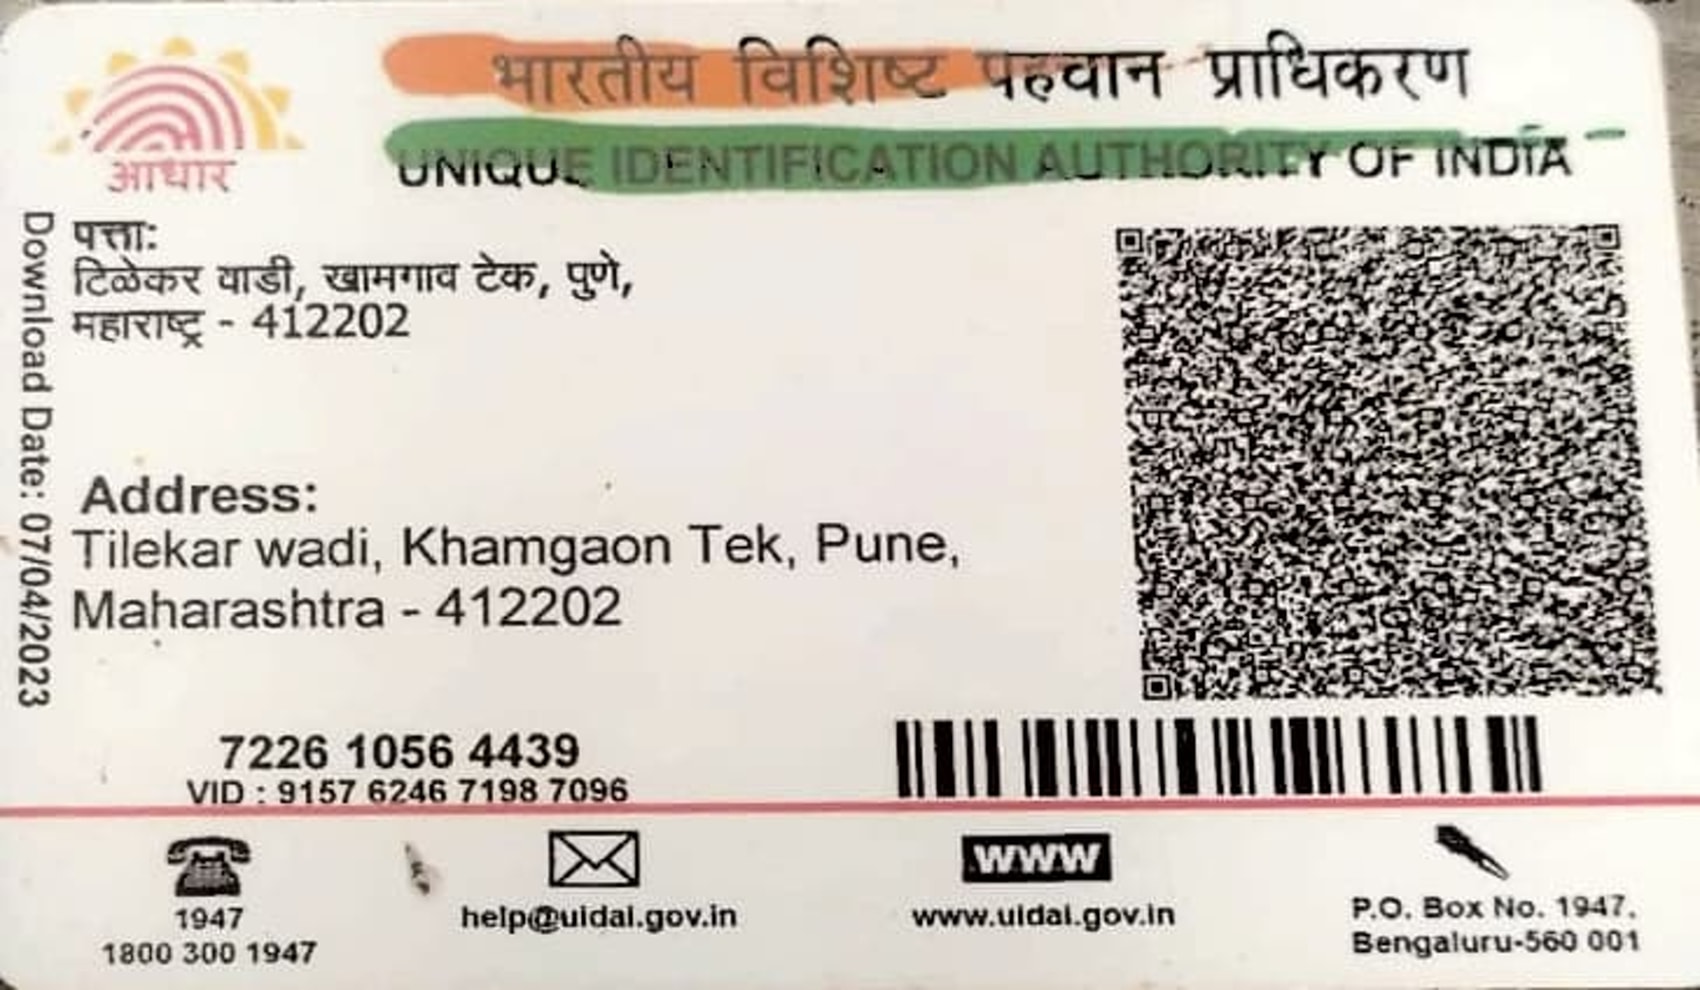 भारतीय विशिष्ट पहचान प्राधिकरण
UNIQUE IDENTIFICATION AUTHORITY OF INDIA
आधार
Download Date: 07/04/2023
पत्ता:
टिळेकर वाडी, खामगाव टेक, पुणे,
महाराष्ट्र - 412202
Address:
Tilekar wadi, Khamgaon Tek, Pune,
Maharashtra - 412202
7226 1056 4439
VID : 9157 6246 7198 7096
1947
1800 300 1947
help@uidai.gov.in
WWW
www.uidai.gov.in
P.O. Box No. 1947,
Bengaluru-560 001